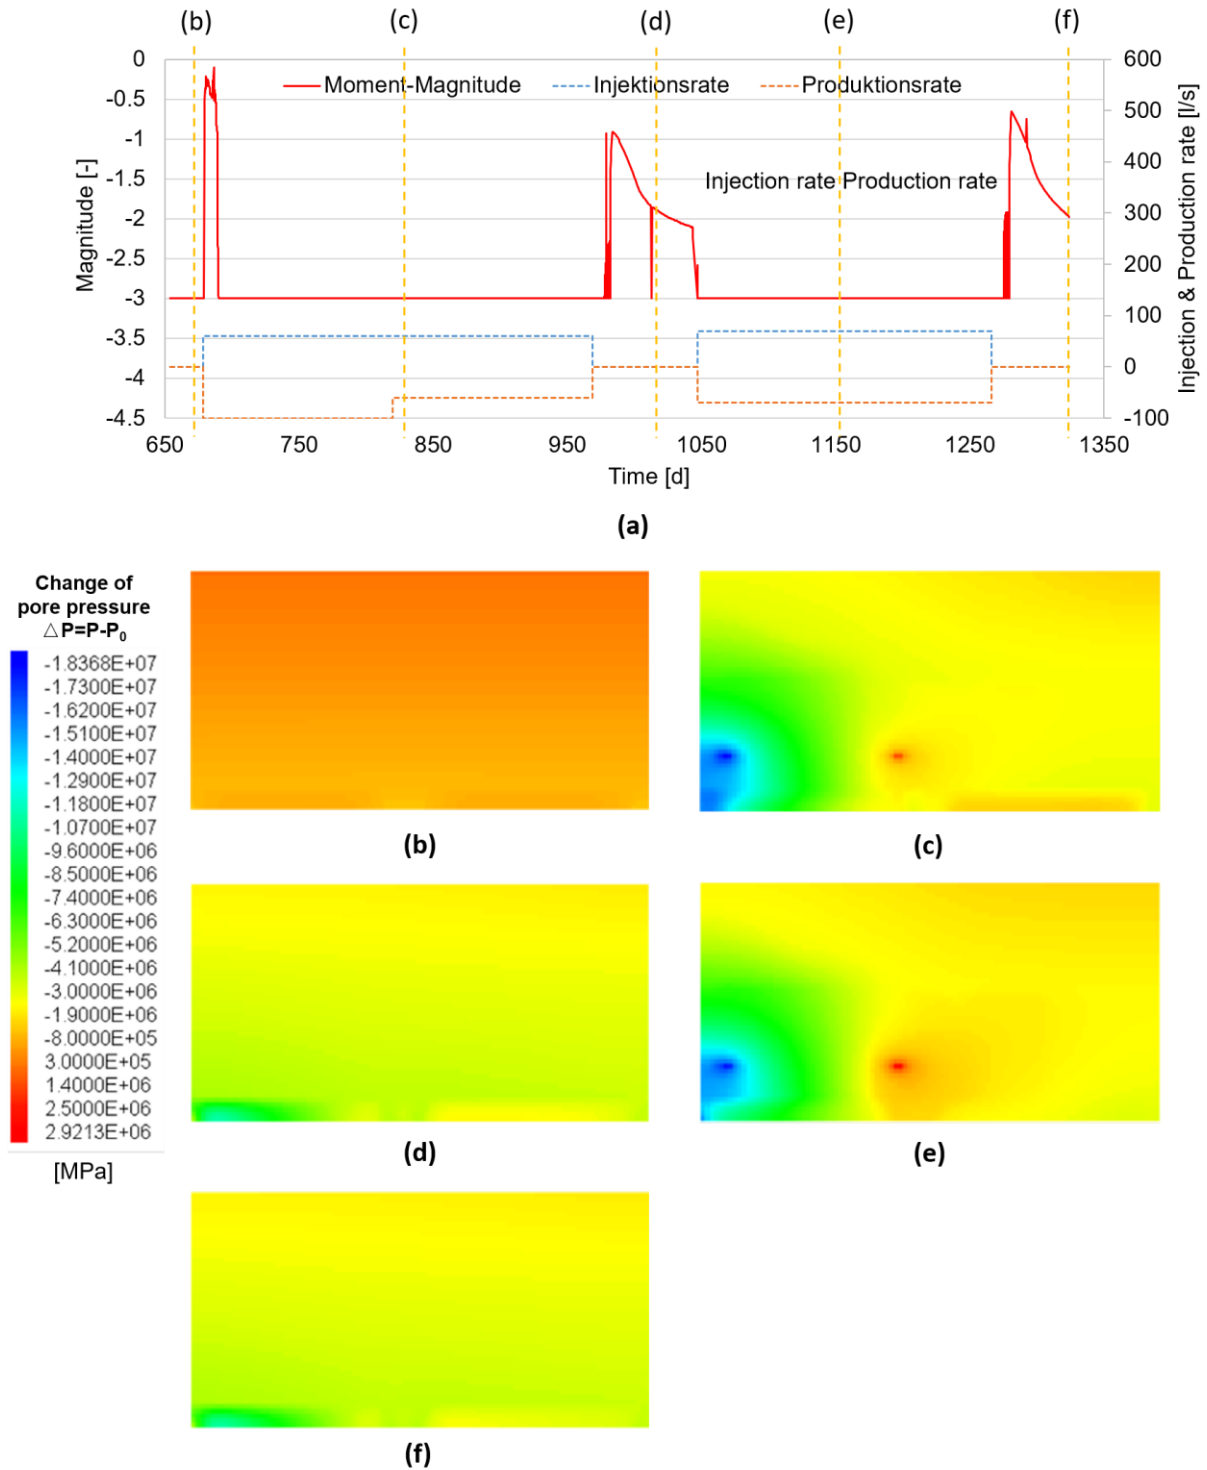 (b) (c) (d) (e) (f)
0 600
Moment-Magnitude Injektionsrate Produktionsrate
-0.5 500
-1 400
-1.5 Injection rate Production rate
-2 300
-2.5 200
-3 100
-3.5
-4 0
-4.5 -100
Magnitude [-]
Injection & Production rate [l/s]
650 750 850 950 1050 1150 1250 1350
Time [d]
(a)
Change of
pore pressure
△P=P-P₀
-1.8368E+07
-1.7300E+07
-1.6200E+07
-1.5100E+07
-1.4000E+07
-1.2900E+07
-1.1800E+07
-1.0700E+07
-9.6000E+06
-8.5000E+06
-7.4000E+06
-6.3000E+06
-5.2000E+06
-4.1000E+06
-3.0000E+06
-1.9000E+06
-8.0000E+05
3.0000E+05
1.4000E+06
2.5000E+06
2.9213E+06
[MPa]
(b) (c)
(d) (e)
(f)